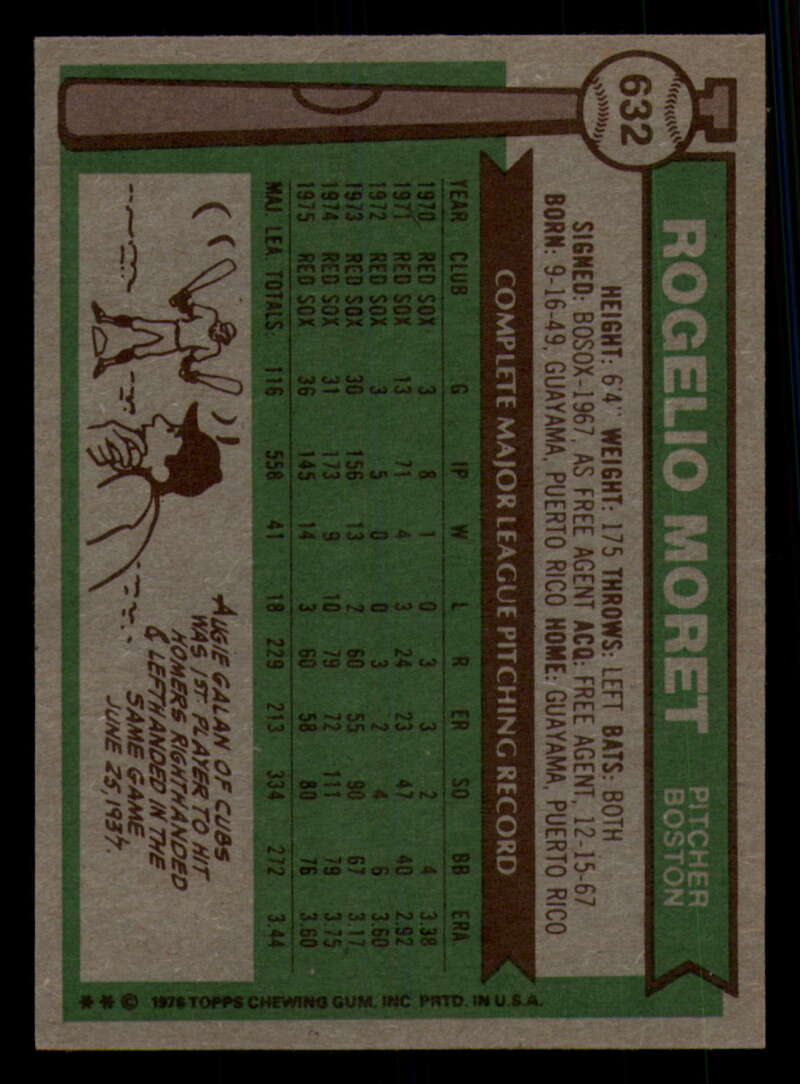 632
ROGELIO MORET
PITCHER
BOSTON
HEIGHT: 6'4" WEIGHT: 175 THROWS: LEFT BATS: BOTH
SIGNED: BOSOX-1967, AS FREE AGENT ACQ: FREE AGENT, 12-15-67
BORN: 9-16-49, GUAYAMA, PUERTO RICO HOME: GUAYAMA, PUERTO RICO
COMPLETE MAJOR LEAGUE PITCHING RECORD
YEAR CLUB G IP W L R ER SO BB ERA
1970 RED SOX 3 8 1 0 3 3 2 4 3.38
1971 RED SOX 13 71 4 3 24 23 47 40 2.92
1972 RED SOX 3 5 0 0 3 2 4 6 3.60
1973 RED SOX 30 156 13 2 60 55 90 67 3.17
1974 RED SOX 31 173 9 10 79 72 111 79 3.75
1975 RED SOX 36 145 14 3 60 58 80 76 3.60
MAJ. LEA. TOTALS: 116 558 41 18 229 213 334 272 3.44
AUGIE GALAN OF CUBS
WAS 1ST. PLAYER TO HIT
HOMERS RIGHTHANDED
& LEFTHANDED IN THE
SAME GAME
JUNE 25, 1937.
** © 1976 TOPPS CHEWING GUM, INC PRTD. IN U.S.A.